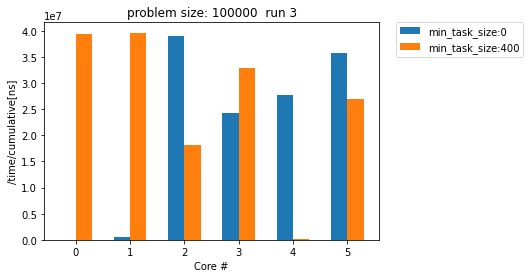 problem size: 100000  run 3
1e7
4.0
3.5
3.0
2.5
2.0
1.5
1.0
0.5
0.0
/time/cumulative[ns]
0 1 2 3 4 5
Core #
min_task_size:0
min_task_size:400